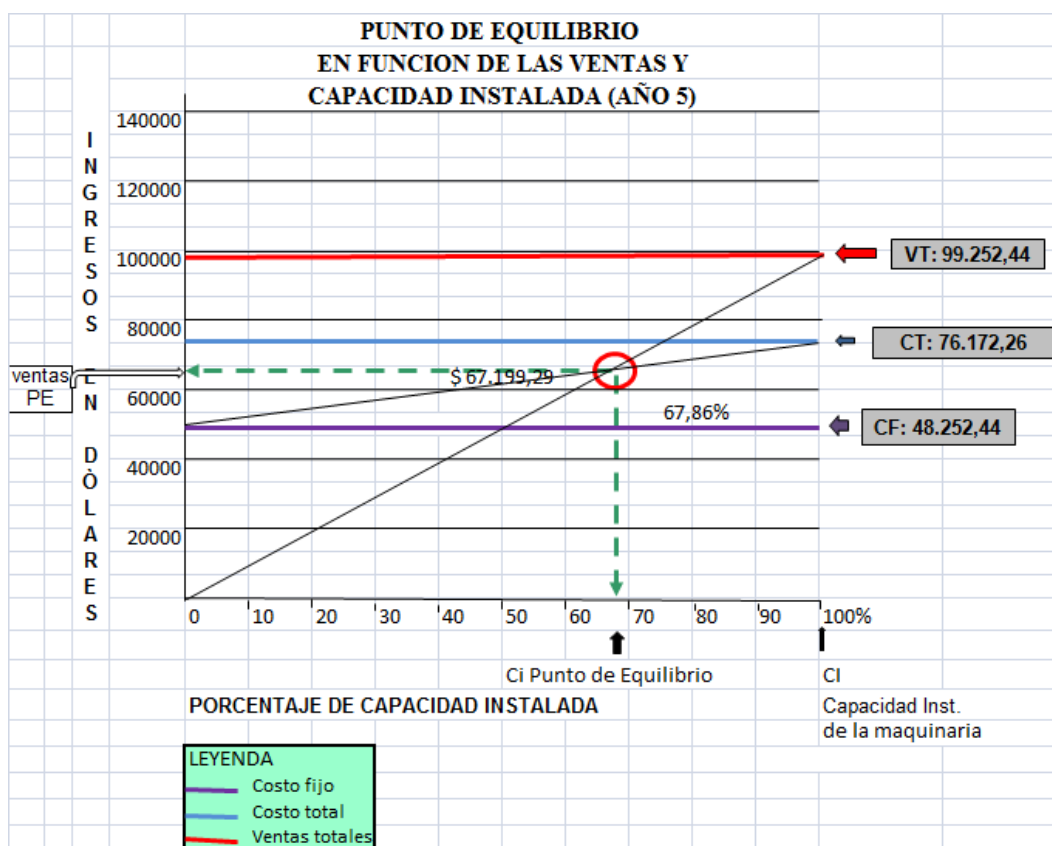 PUNTO DE EQUILIBRIO
EN FUNCION DE LAS VENTAS Y
CAPACIDAD INSTALADA (AÑO 5)
INGRESOS EN DÒLARES
140000
120000
100000
80000
60000
40000
20000
ventas
PE
VT: 99.252,44
CT: 76.172,26
$ 67.199,29
67,86%
CF: 48.252,44
0 10 20 30 40 50 60 70 80 90 100%
Ci Punto de Equilibrio
CI
PORCENTAJE DE CAPACIDAD INSTALADA
Capacidad Inst.
de la maquinaria
LEYENDA
Costo fijo
Costo total
Ventas totales